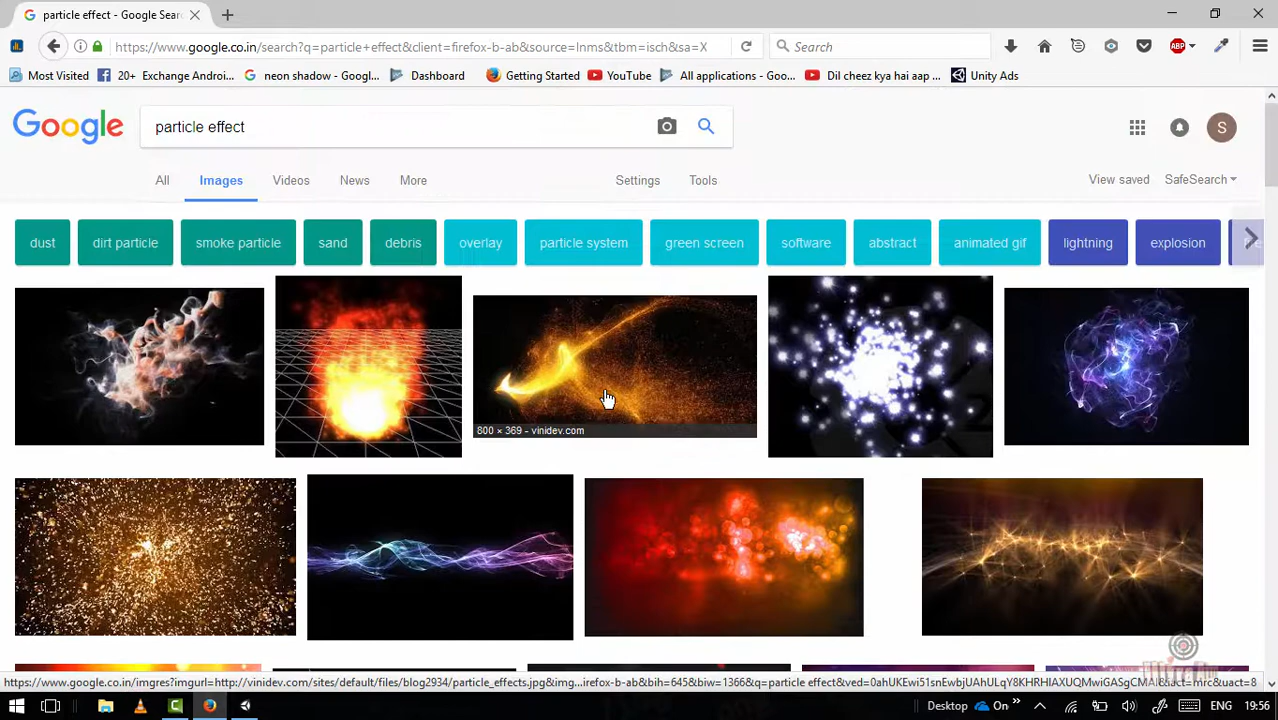 particle effect - Google Sear
https://www.google.co.in/search?q=particle+effect&client=firefox-b-ab&source=lnms&tbm=isch&sa=X
Search
ABP
Most Visited
20+ Exchange Androi...
neon shadow - Googl...
Dashboard
Getting Started
YouTube
All applications - Goo...
Dil cheez kya hai aap ...
Unity Ads
Google
particle effect
S
All
Images
Videos
News
More
Settings
Tools
View saved
SafeSearch
dust
dirt particle
smoke particle
sand
debris
overlay
particle system
green screen
software
abstract
animated gif
lightning
explosion
800 × 369 - vinidev.com
Desktop
On
ENG
19:56